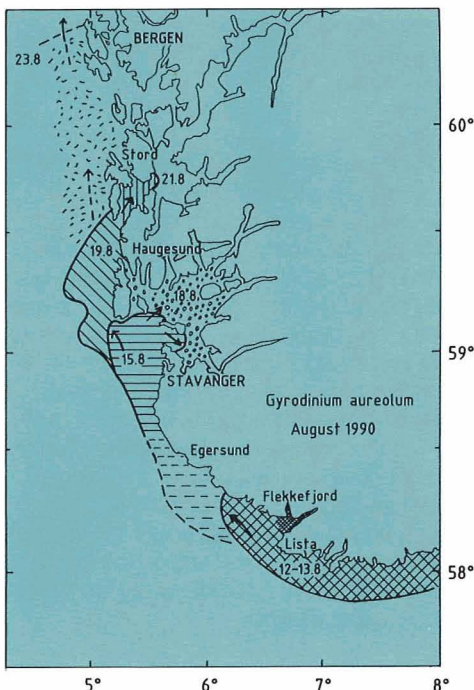 BERGEN
23.8
60°
Stord
21.8
Haugesund
19.8
18.8
15.8
59°
STAVANGER
Gyrodinium aureolum
August 1990
Egersund
Flekkefjord
Lista
12-13.8
58°
5° 6° 7° 8°